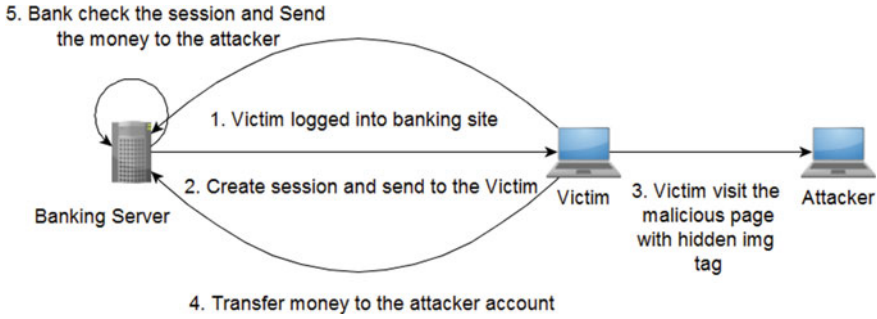 5. Bank check the session and Send
the money to the attacker
1. Victim logged into banking site
2. Create session and send to the Victim
Banking Server
Victim
3. Victim visit the
malicious page
with hidden img
tag
Attacker
4. Transfer money to the attacker account